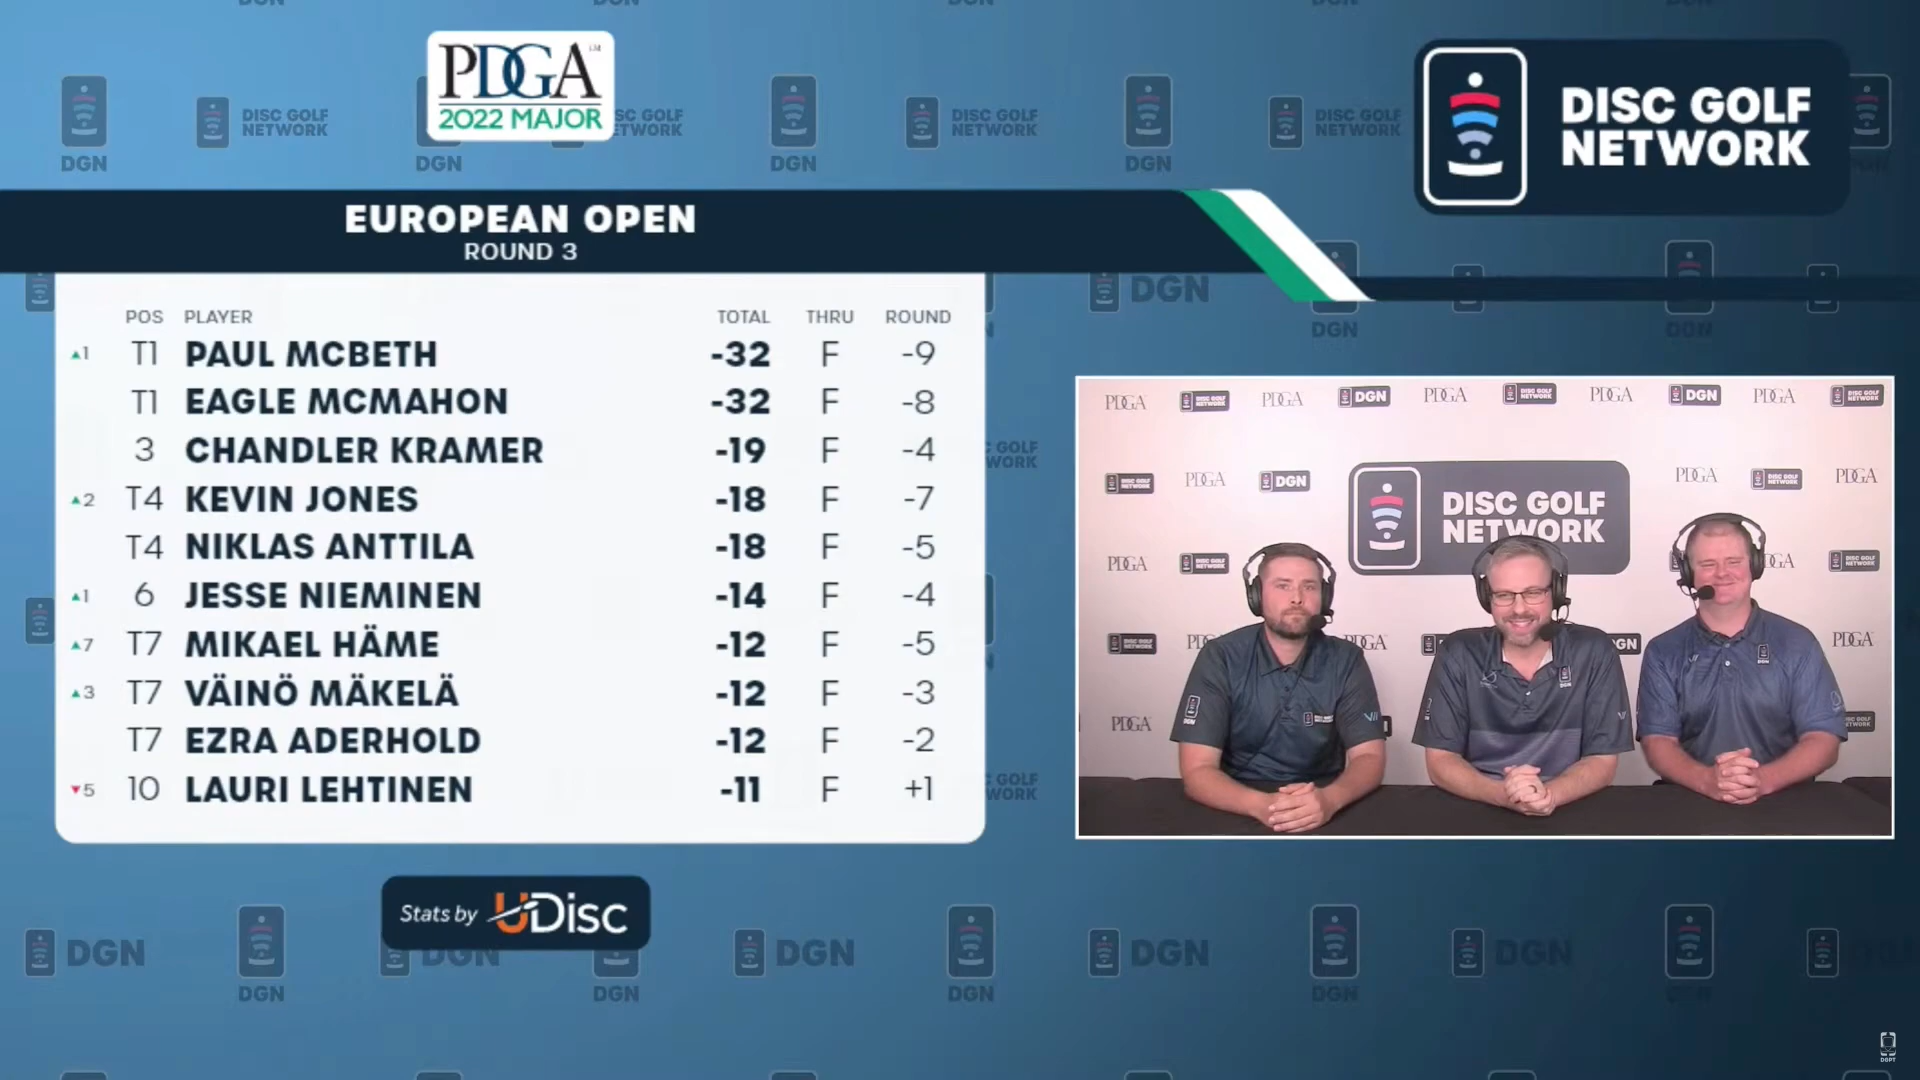 PDGA™
2022 MAJOR
DISC GOLF
NETWORK
EUROPEAN OPEN
ROUND 3
POS PLAYER TOTAL THRU ROUND
▲1 T1 PAUL MCBETH -32 F -9
T1 EAGLE MCMAHON -32 F -8
3 CHANDLER KRAMER -19 F -4
▲2 T4 KEVIN JONES -18 F -7
T4 NIKLAS ANTTILA -18 F -5
▲1 6 JESSE NIEMINEN -14 F -4
▲7 T7 MIKAEL HÄME -12 F -5
▲3 T7 VÄINÖ MÄKELÄ -12 F -3
T7 EZRA ADERHOLD -12 F -2
▼5 10 LAURI LEHTINEN -11 F +1
Stats by UDisc
DISC GOLF
NETWORK
PDGA
DGN
DGPT